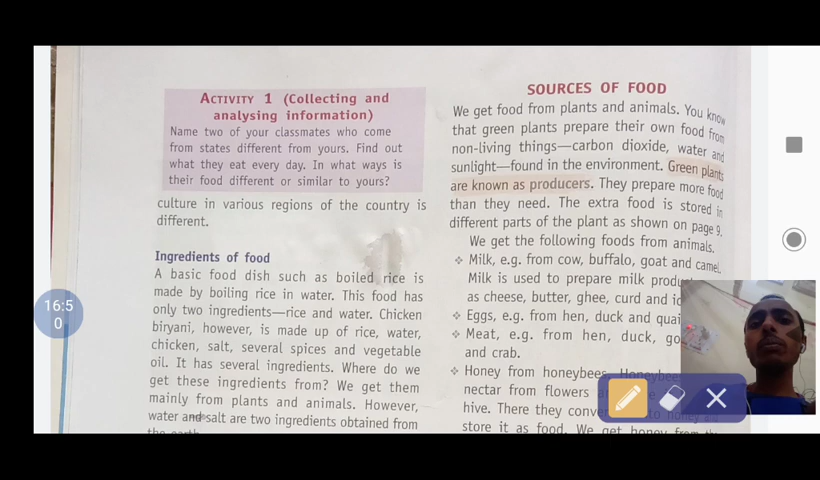 ACTIVITY 1 (Collecting and
analysing information)
Name two of your classmates who come
from states different from yours. Find out
what they eat every day. In what ways is
their food different or similar to yours?
culture in various regions of the country is
different.
Ingredients of food
A basic food dish such as boiled rice is
made by boiling rice in water. This food has
only two ingredients—rice and water. Chicken
biryani, however, is made up of rice, water,
chicken, salt, several spices and vegetable
oil. It has several ingredients. Where do we
get these ingredients from? We get them
mainly from plants and animals. However,
water and salt are two ingredients obtained from
the earth.
SOURCES OF FOOD
We get food from plants and animals. You know
that green plants prepare their own food from
non-living things—carbon dioxide, water and
sunlight—found in the environment. Green plants
are known as producers. They prepare more food
than they need. The extra food is stored in
different parts of the plant as shown on page 9.
We get the following foods from animals.
❖ Milk, e.g. from cow, buffalo, goat and camel.
Milk is used to prepare milk
as cheese, butter, ghee, curd and
❖ Eggs, e.g. from hen, duck and
❖ Meat, e.g. from hen, duck,
and crab.
❖ Honey from honeybees.
nectar from flowers
hive. There they
store it as food. We get honey from
16:5
0